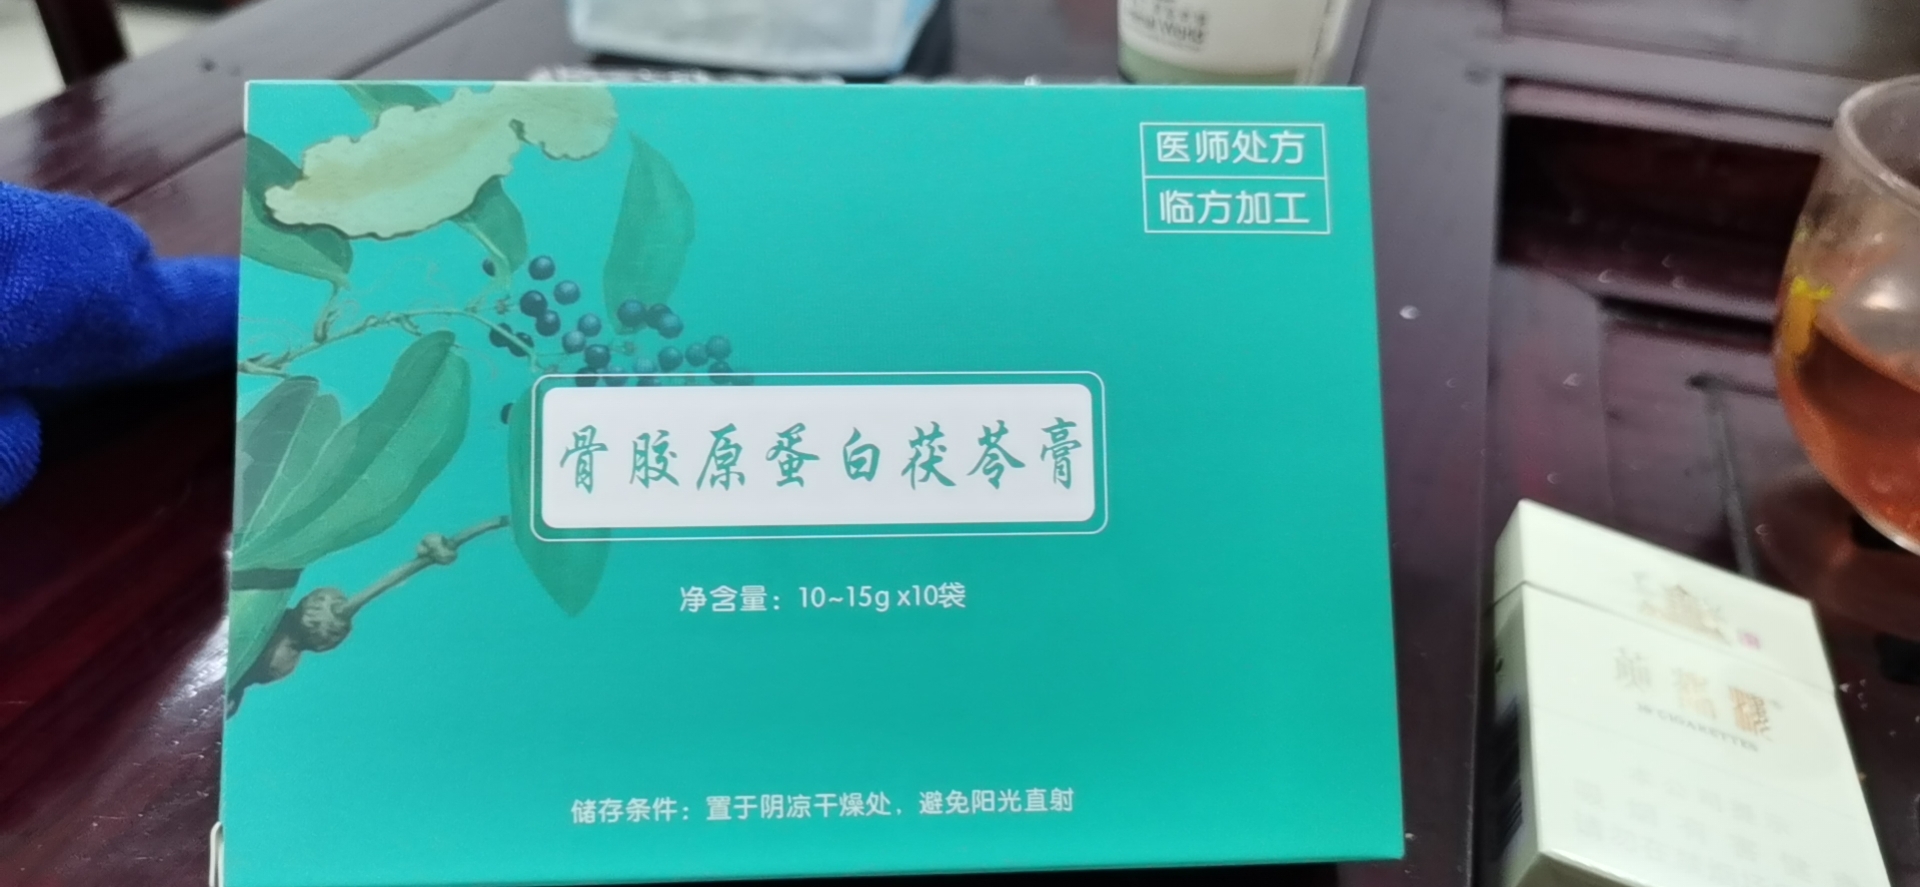 医师处方
临方加工
骨胶原蛋白茯苓膏
净含量：10~15g x10袋
储存条件：置于阴凉干燥处，避免阳光直射
20 CIGARETTES